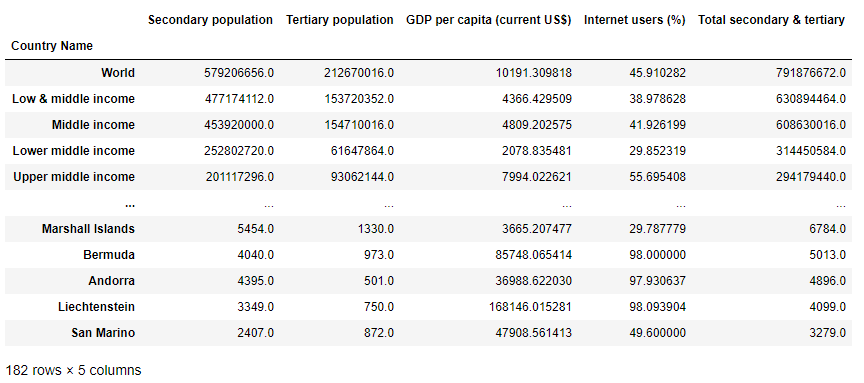 Secondary population Tertiary population GDP per capita (current US$) Internet users (%) Total secondary & tertiary
Country Name
World 579206656.0 212670016.0 10191.309818 45.910282 791876672.0
Low & middle income 477174112.0 153720352.0 4366.429509 38.978628 630894464.0
Middle income 453920000.0 154710016.0 4809.202575 41.926199 608630016.0
Lower middle income 252802720.0 61647864.0 2078.835481 29.852319 314450584.0
Upper middle income 201117296.0 93062144.0 7994.022621 55.695408 294179440.0
... ... ... ... ... ...
Marshall Islands 5454.0 1330.0 3665.207477 29.787779 6784.0
Bermuda 4040.0 973.0 85748.065414 98.000000 5013.0
Andorra 4395.0 501.0 36988.622030 97.930637 4896.0
Liechtenstein 3349.0 750.0 168146.015281 98.093904 4099.0
San Marino 2407.0 872.0 47908.561413 49.600000 3279.0
182 rows × 5 columns